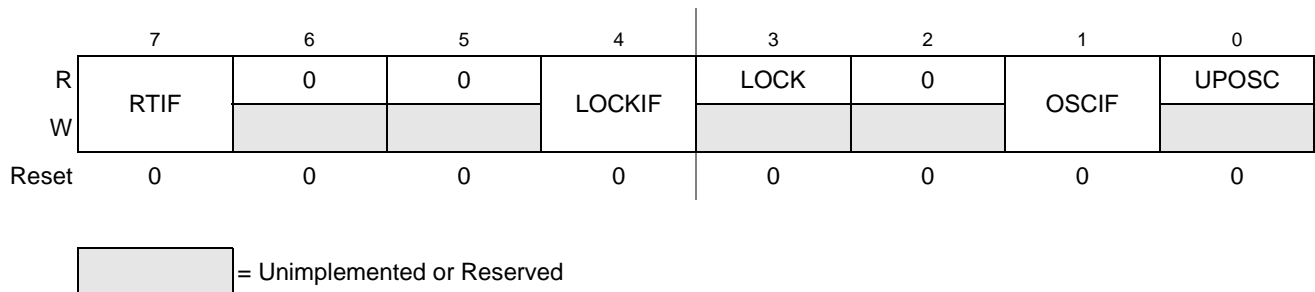 7 6 5 4 3 2 1 0
R RTIF 0 0 LOCKIF LOCK 0 OSCIF UPOSC
W
Reset 0 0 0 0 0 0 0 0
= Unimplemented or Reserved